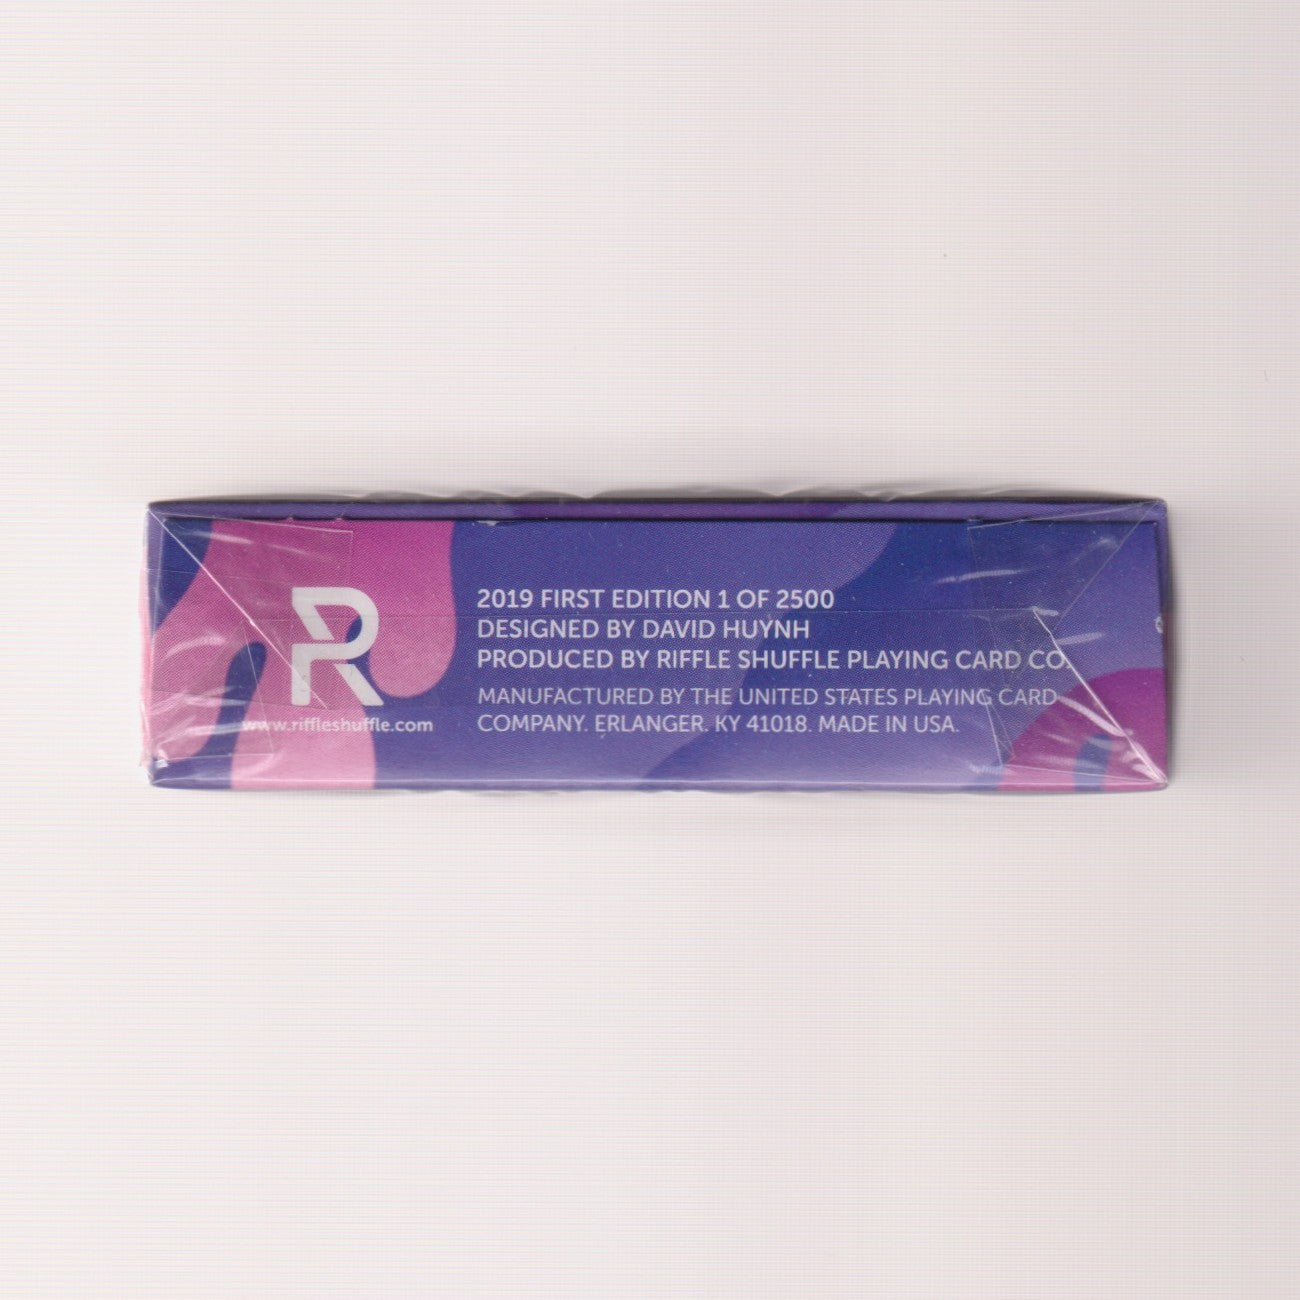 R
www.riffleshuffle.com
2019 FIRST EDITION 1 OF 2500
DESIGNED BY DAVID HUỲNH
PRODUCED BY RIFFLE SHUFFLE PLAYING CARD CO.
MANUFACTURED BY THE UNITED STATES PLAYING CARD
COMPANY. ERLANGER. KY 41018. MADE IN USA.